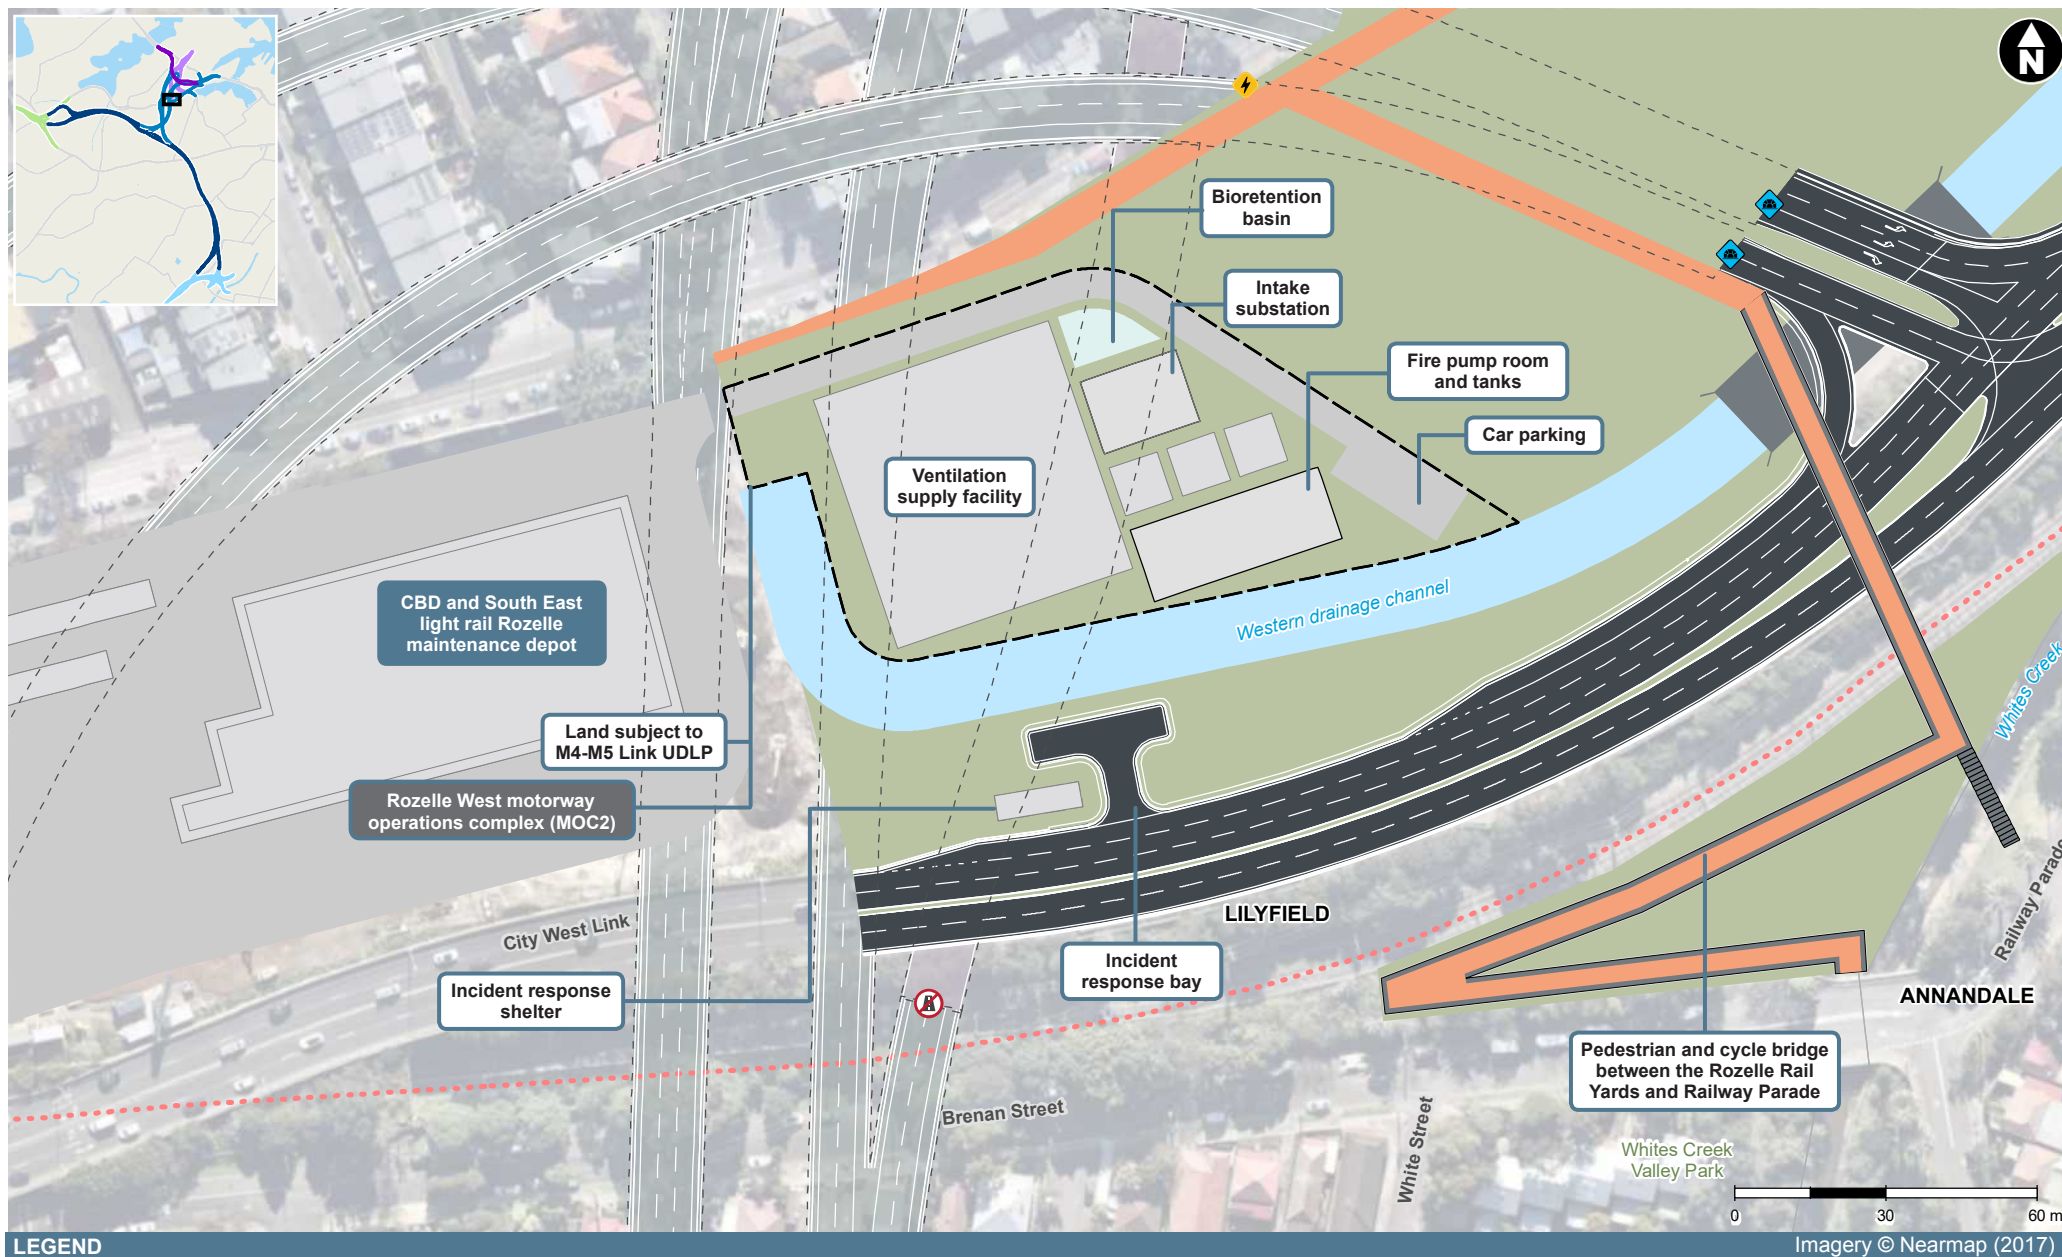 N
Bioretention
basin
Intake
substation
Fire pump room
and tanks
Car parking
Ventilation
supply facility
Western drainage channel
CBD and South East
light rail Rozelle
maintenance depot
Whites Creek
Land subject to
M4-M5 Link UDLP
Rozelle West motorway
operations complex (MOC2)
Railway Parade
LILYFIELD
City West Link
Incident response
shelter
Incident
response bay
ANNANDALE
Pedestrian and cycle bridge
between the Rozelle Rail
Yards and Railway Parade
Brenan Street
White Street
Whites Creek
Valley Park
0 30 60 m
LEGEND
Imagery © Nearmap (2017)